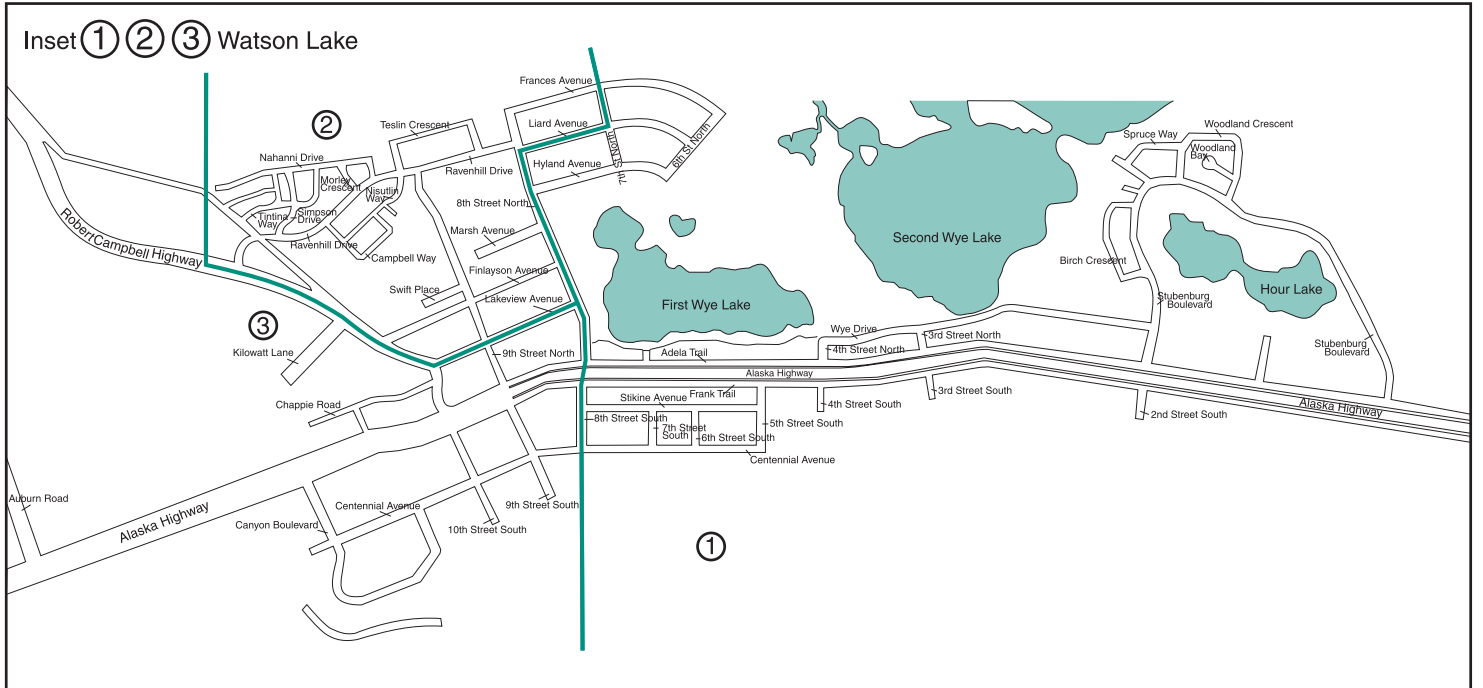 Inset 1 2 3 Watson Lake
Frances Avenue
2
Teslin Crescent
Liard Avenue
Woodland Crescent
Spruce Way
Woodland
Bay
Nahanni Drive
Hyland Avenue
7th St North
6th St North
Ravenhill Drive
Morley
Crescent
Nisutlin
Way
8th Street North
Tintina
Way
Simpson
Drive
Ravenhill Drive
Marsh Avenue
Campbell Way
Robert Campbell Highway
Second Wye Lake
Birch Crescent
Finlayson Avenue
Swift Place
Lakeview Avenue
First Wye Lake
Hour Lake
Stubenburg
Boulevard
3
Kilowatt Lane
9th Street North
Adela Trail
Wye Drive
4th Street North
3rd Street North
Stubenburg
Boulevard
Alaska Highway
Chappie Road
Stikine Avenue
Frank Trail
4th Street South
3rd Street South
Alaska Highway
2nd Street South
8th Street South
7th Street
South
6th Street South
5th Street South
Centennial Avenue
Auburn Road
Alaska Highway
Centennial Avenue
9th Street South
Canyon Boulevard
10th Street South
1